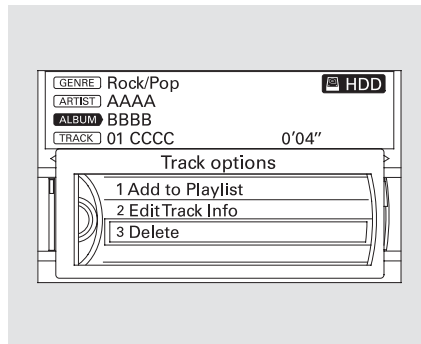 GENRE Rock/Pop HDD
ARTIST AAAA
ALBUM BBBB
TRACK 01 CCCC 0'04"
Track options
1 Add to Playlist
2 Edit Track Info
3 Delete